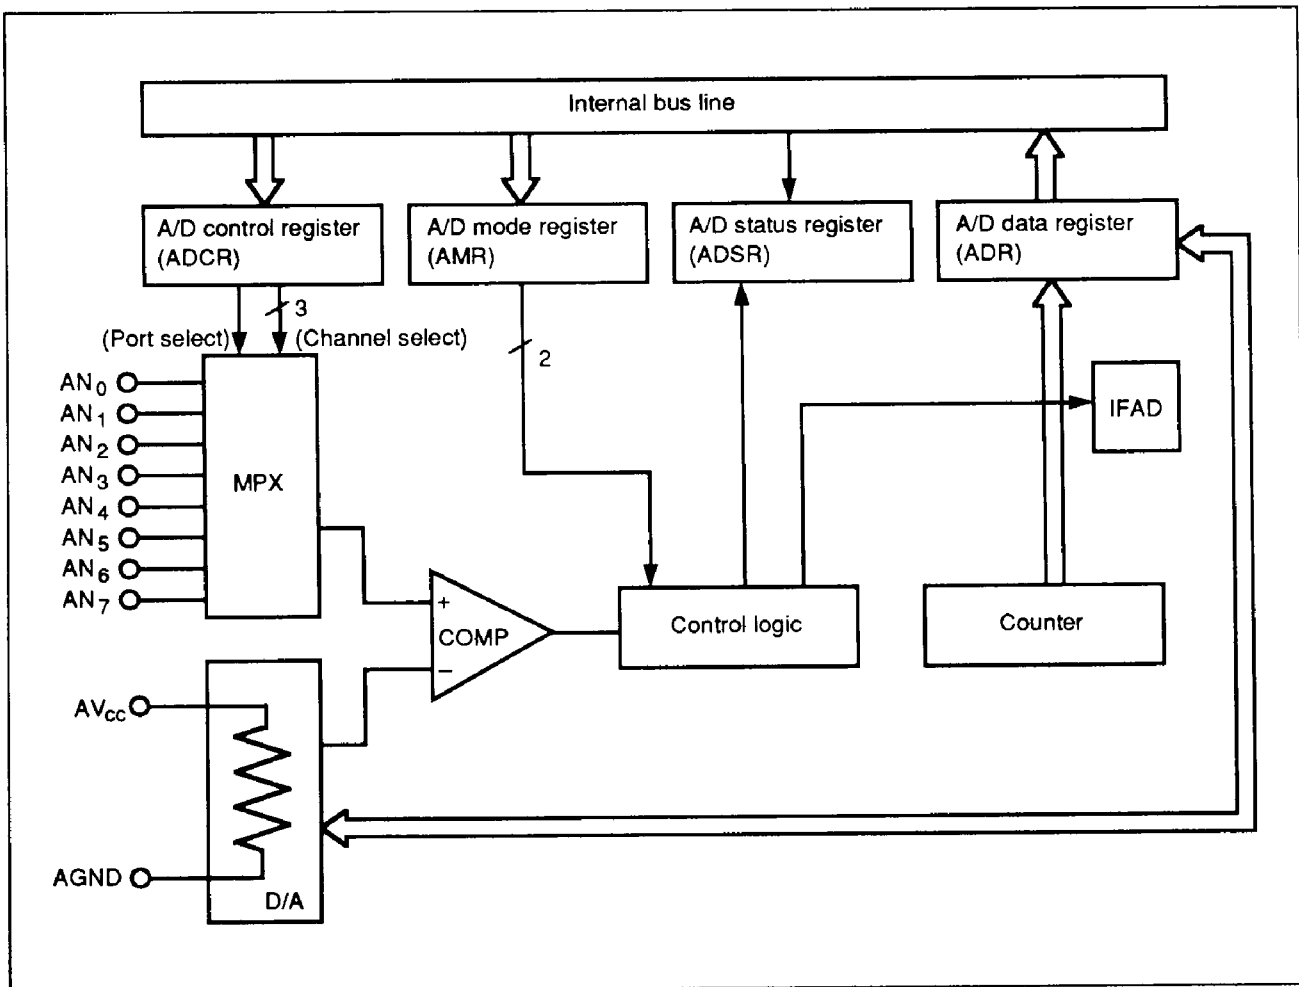 Internal bus line
A/D control register
(ADCR)
A/D mode register
(AMR)
A/D status register
(ADSR)
A/D data register
(ADR)
3
(Port select)
(Channel select)
2
AN0
AN1
AN2
AN3
AN4
AN5
AN6
AN7
MPX
IFAD
+
COMP
−
Control logic
Counter
AVcc
AGND
D/A